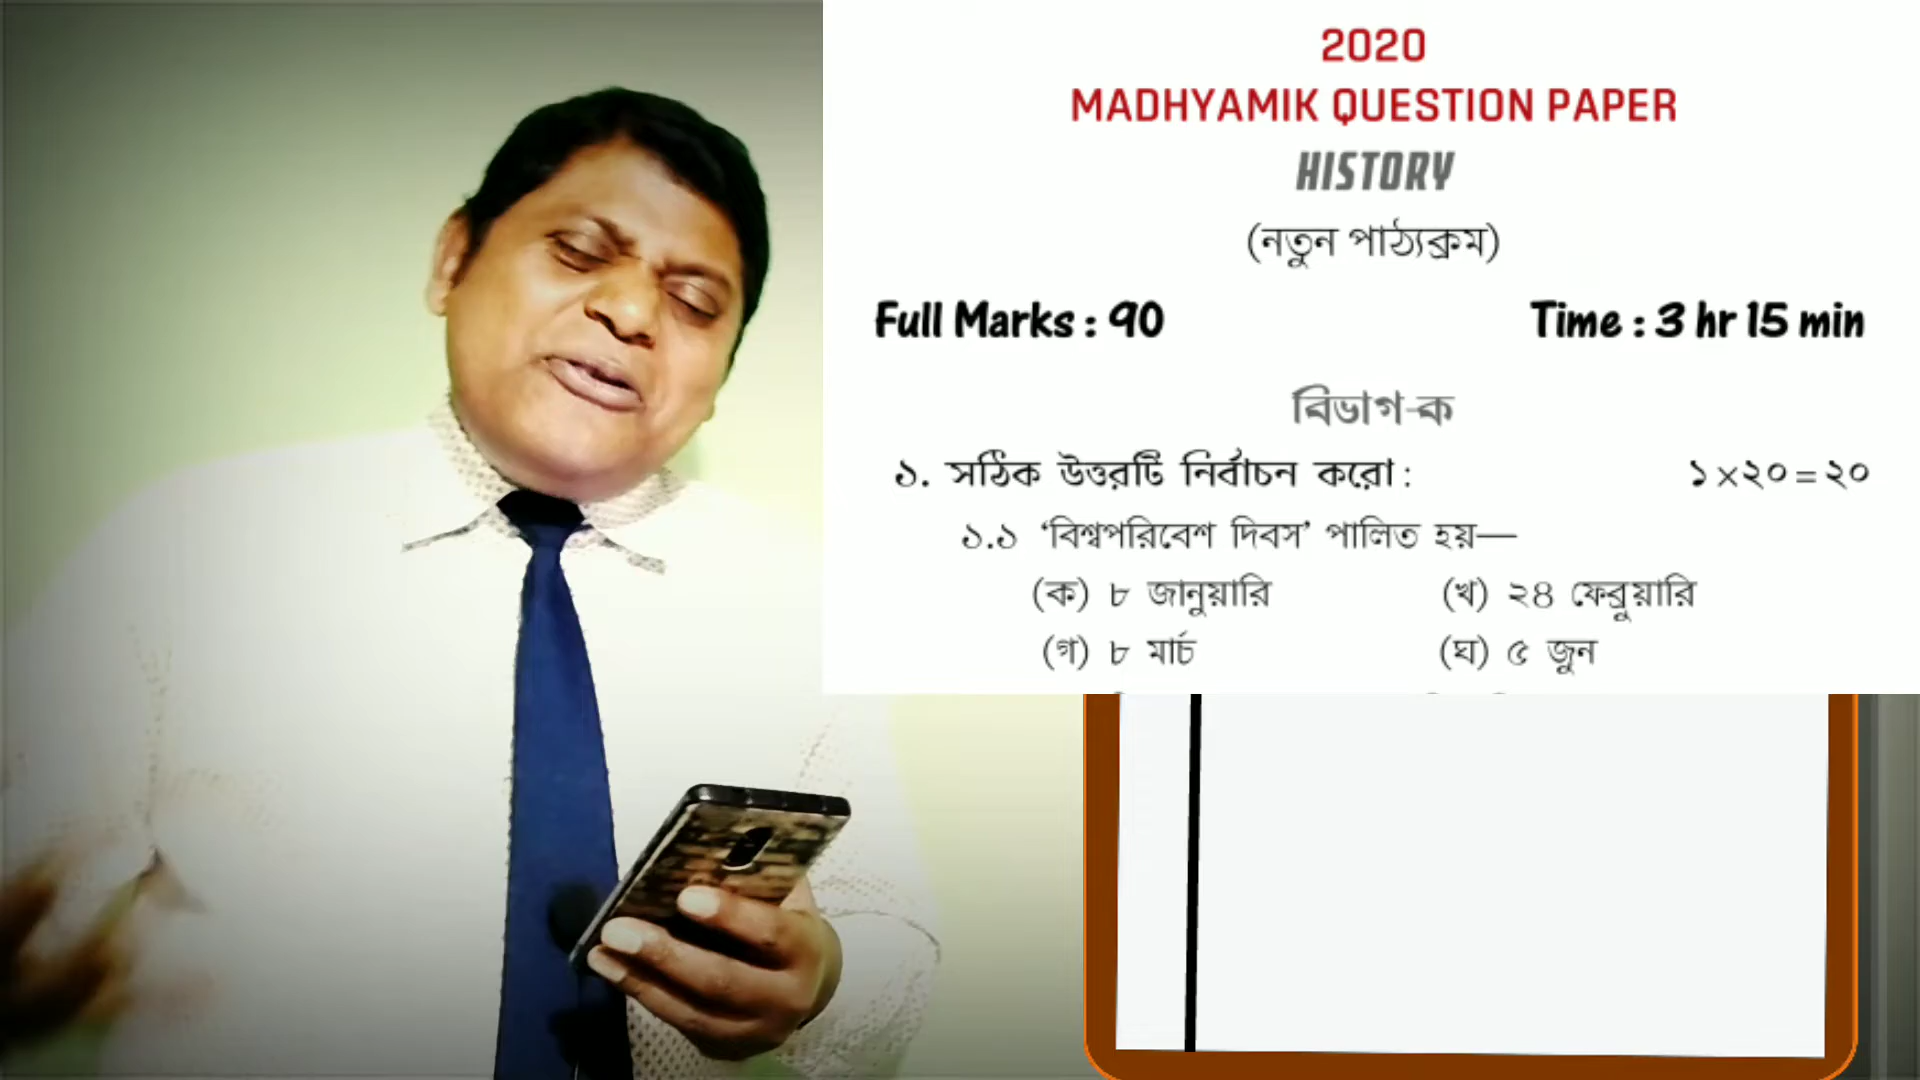 2020
MADHYAMIK QUESTION PAPER
HISTORY
(নতুন পাঠ্যক্রম)
Full Marks : 90 Time : 3 hr 15 min
বিভাগ-ক
১. সঠিক উত্তরটি নির্বাচন করো : ১×২০=২০
১.১ ‘বিশ্বপরিবেশ দিবস’ পালিত হয়—
(ক) ৮ জানুয়ারি (খ) ২৪ ফেব্রুয়ারি
(গ) ৮ মার্চ (ঘ) ৫ জুন